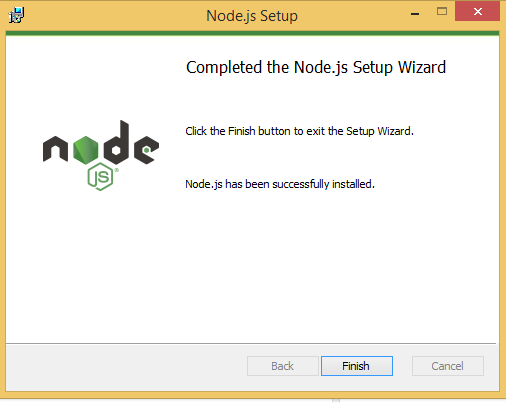 Node.js Setup
Completed the Node.js Setup Wizard
Click the Finish button to exit the Setup Wizard.
node
JS®
Node.js has been successfully installed.
Back
Finish
Cancel